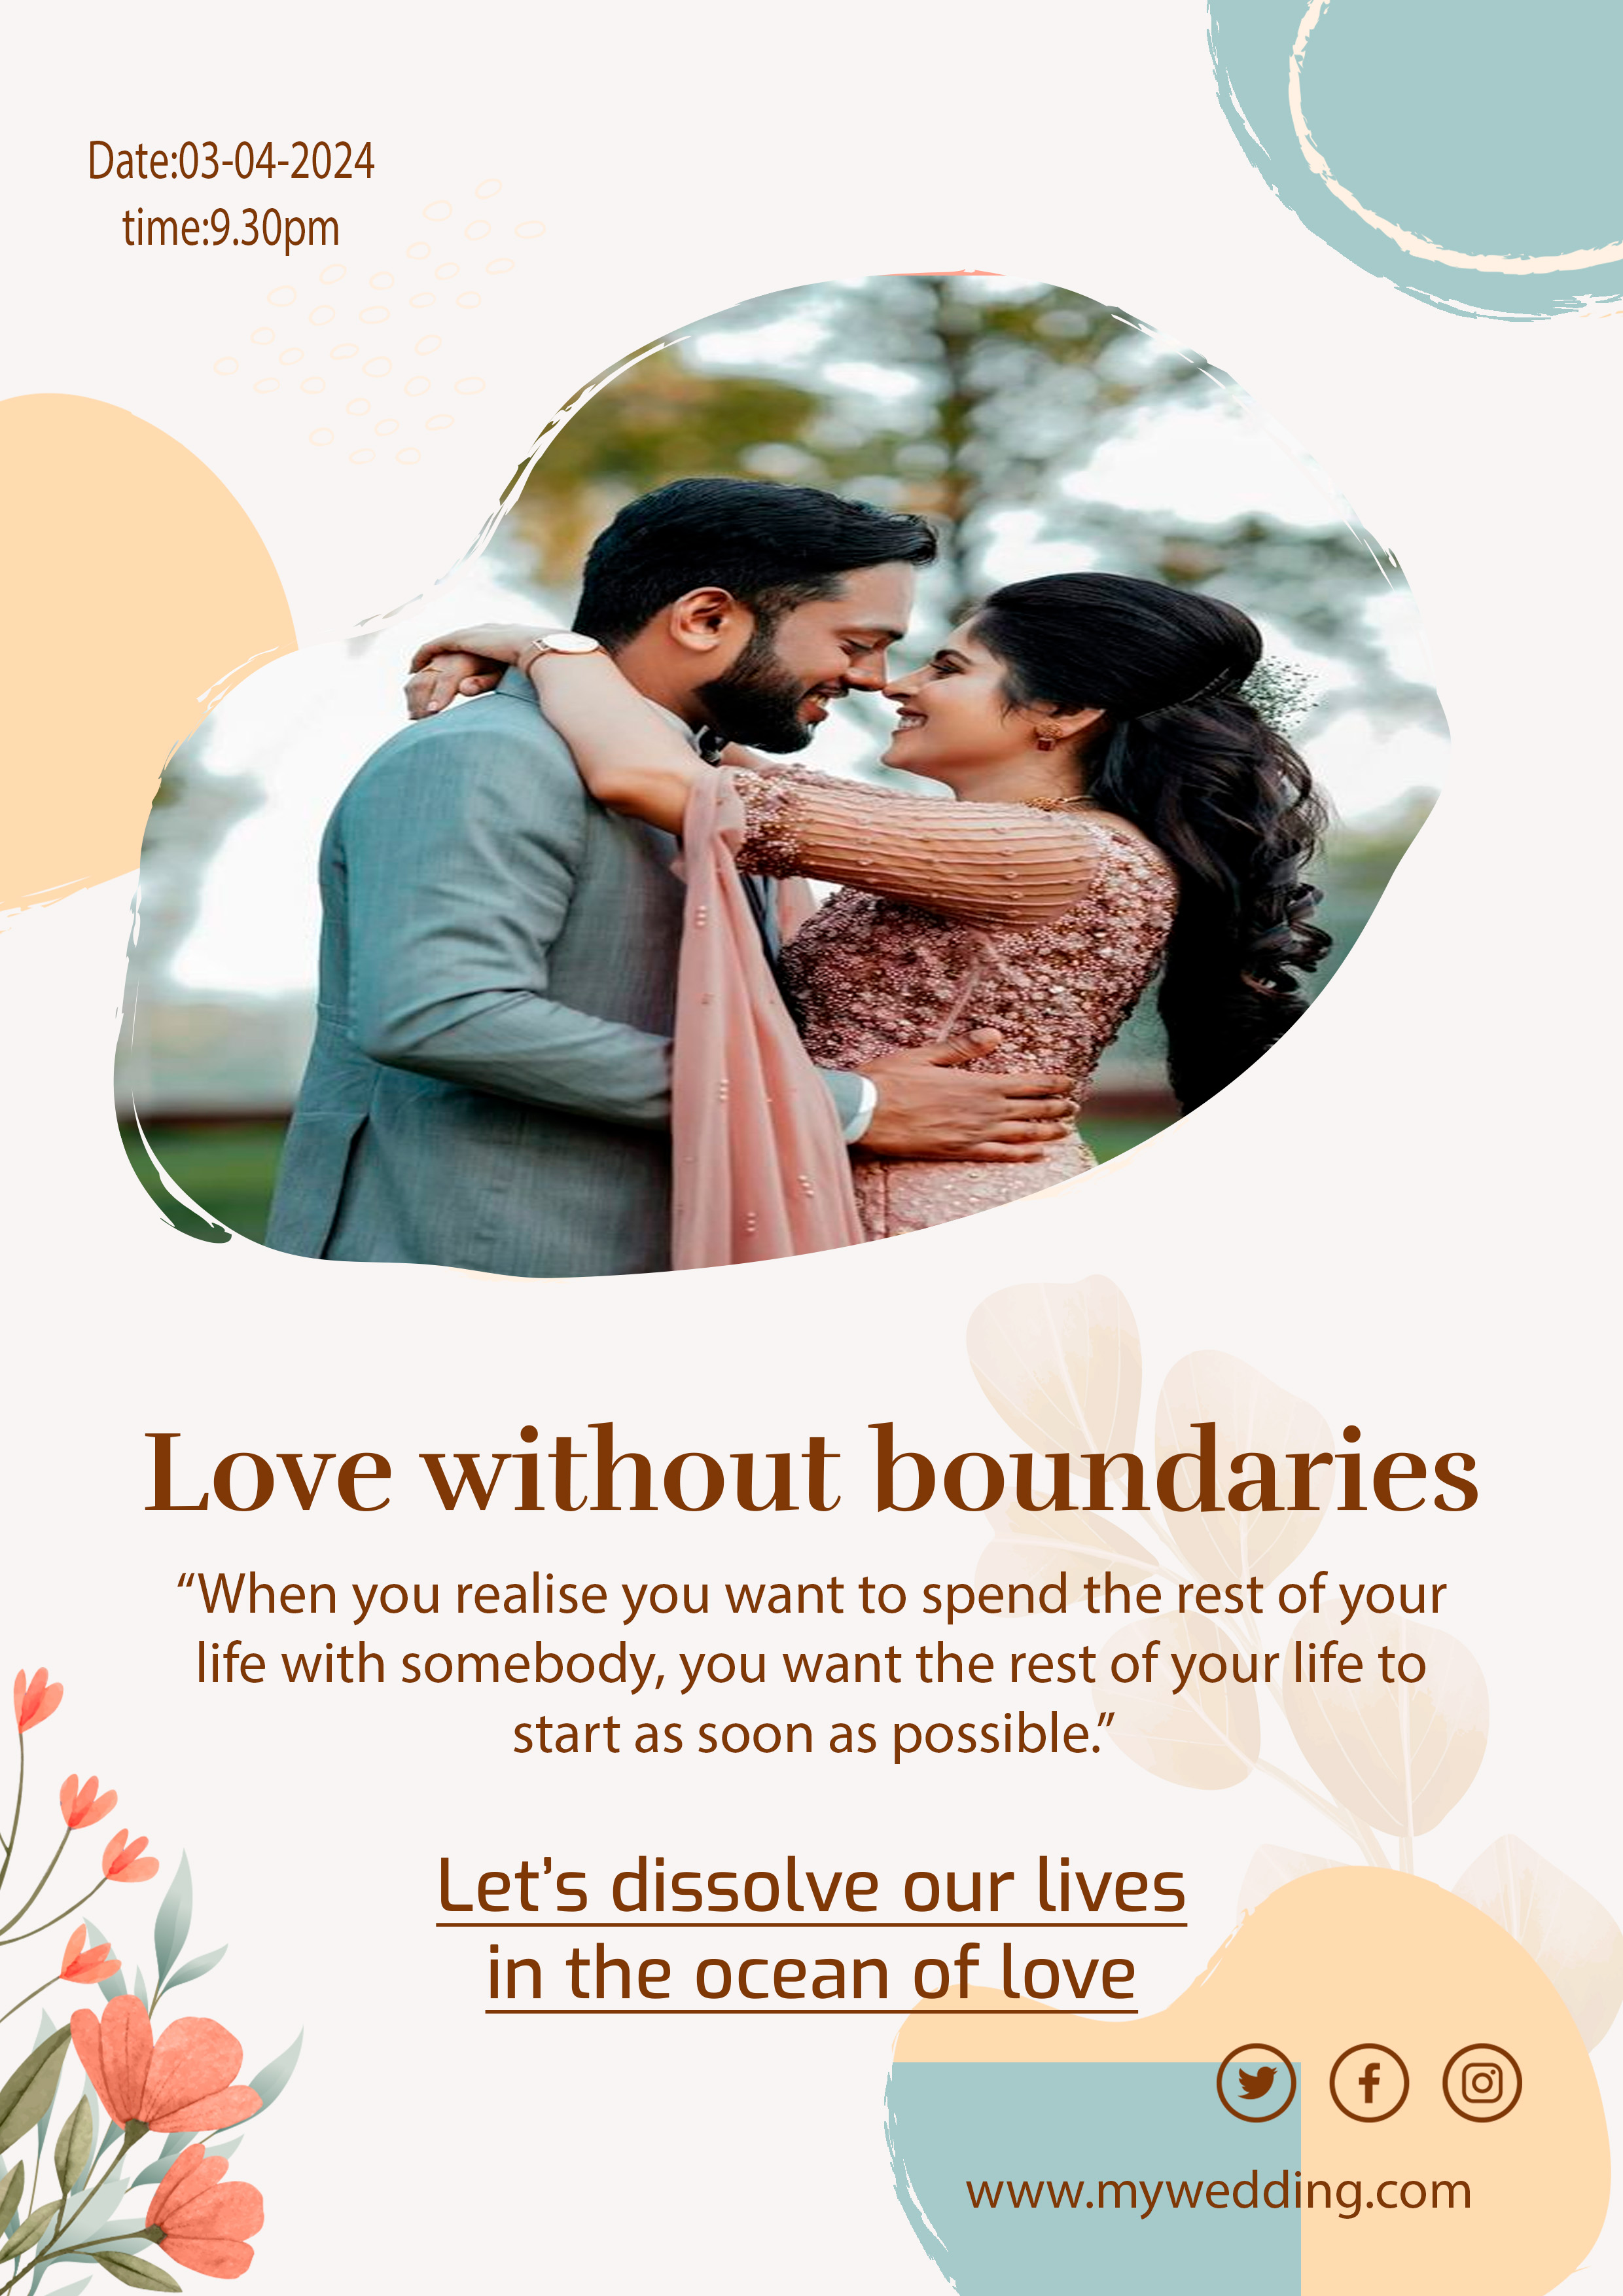 Date:03-04-2024
time:9.30pm
Love without boundaries
“When you realise you want to spend the rest of your
life with somebody, you want the rest of your life to
start as soon as possible.”
Let’s dissolve our lives
in the ocean of love
www.mywedding.com